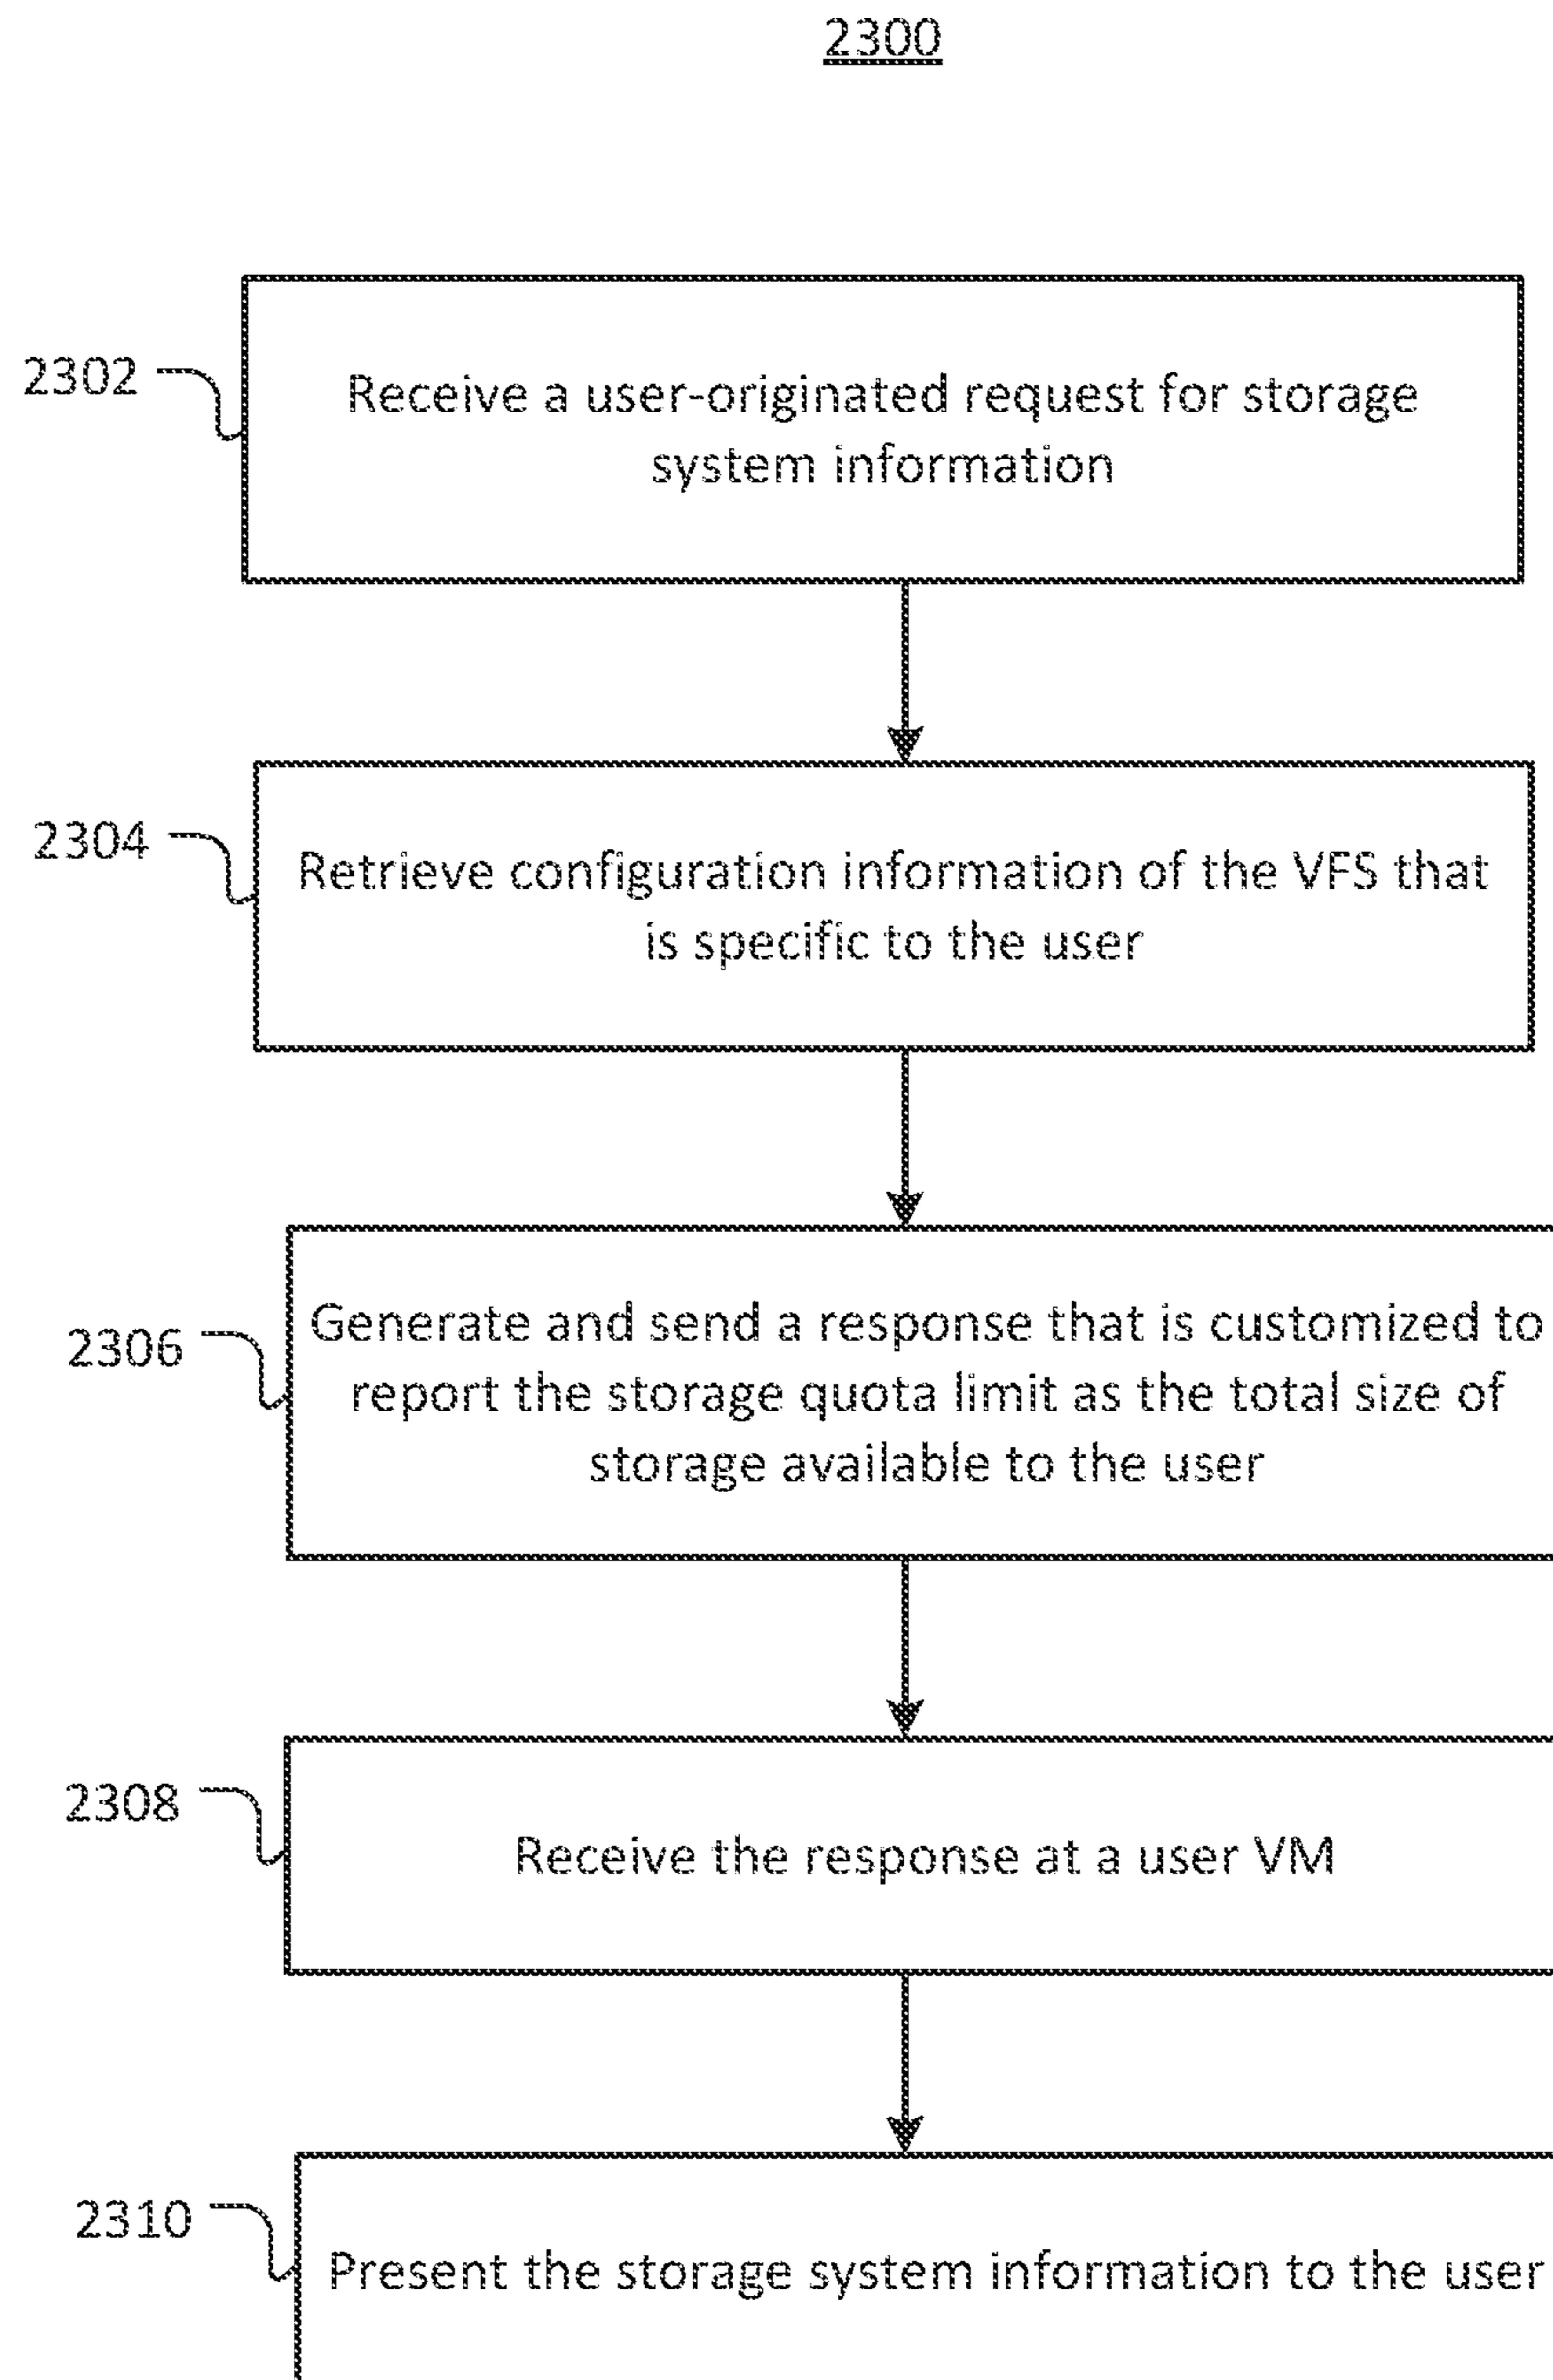 2300
2302
Receive a user-originated request for storage
system information
2304
Retrieve configuration information of the VFS that
is specific to the user
2306
Generate and send a response that is customized to
report the storage quota limit as the total size of
storage available to the user
2308
Receive the response at a user VM
2310
Present the storage system information to the user